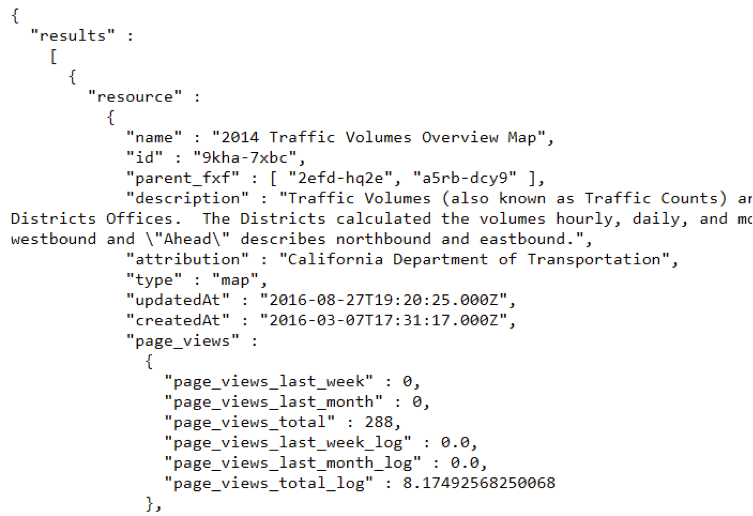 {
"results" :
[
{
"resource" :
{
"name" : "2014 Traffic Volumes Overview Map",
"id" : "9kha-7xbc",
"parent_fxf" : [ "2efd-hq2e", "a5rb-dcy9" ],
"description" : "Traffic Volumes (also known as Traffic Counts)
Districts Offices.  The Districts calculated the volumes hourly, daily, and
westbound and \"Ahead\" describes northbound and eastbound.",
"attribution" : "California Department of Transportation",
"type" : "map",
"updatedAt" : "2016-08-27T19:20:25.000Z",
"createdAt" : "2016-03-07T17:31:17.000Z",
"page_views" :
{
"page_views_last_week" : 0,
"page_views_last_month" : 0,
"page_views_total" : 288,
"page_views_last_week_log" : 0.0,
"page_views_last_month_log" : 0.0,
"page_views_total_log" : 8.17492568250068
},